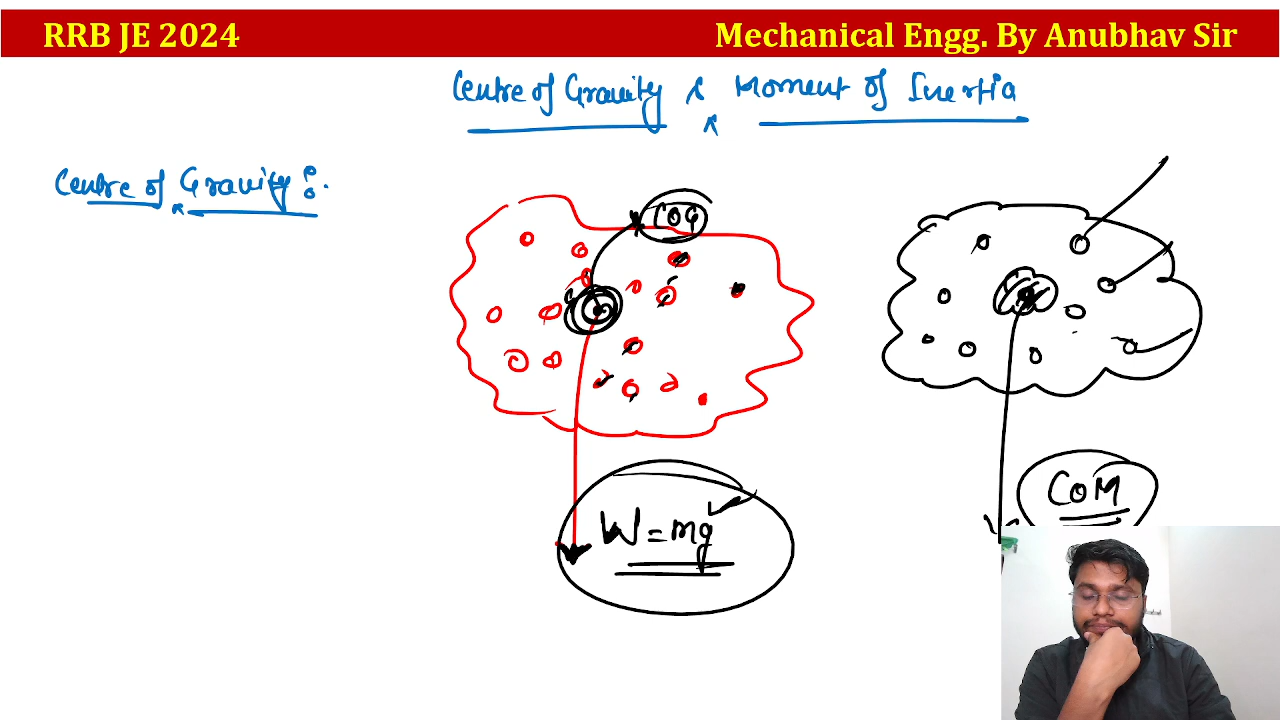 RRB JE 2024
Mechanical Engg. By Anubhav Sir
Centre of Gravity & Moment of Inertia
Centre of Gravity :.
COG
W = mg
COM